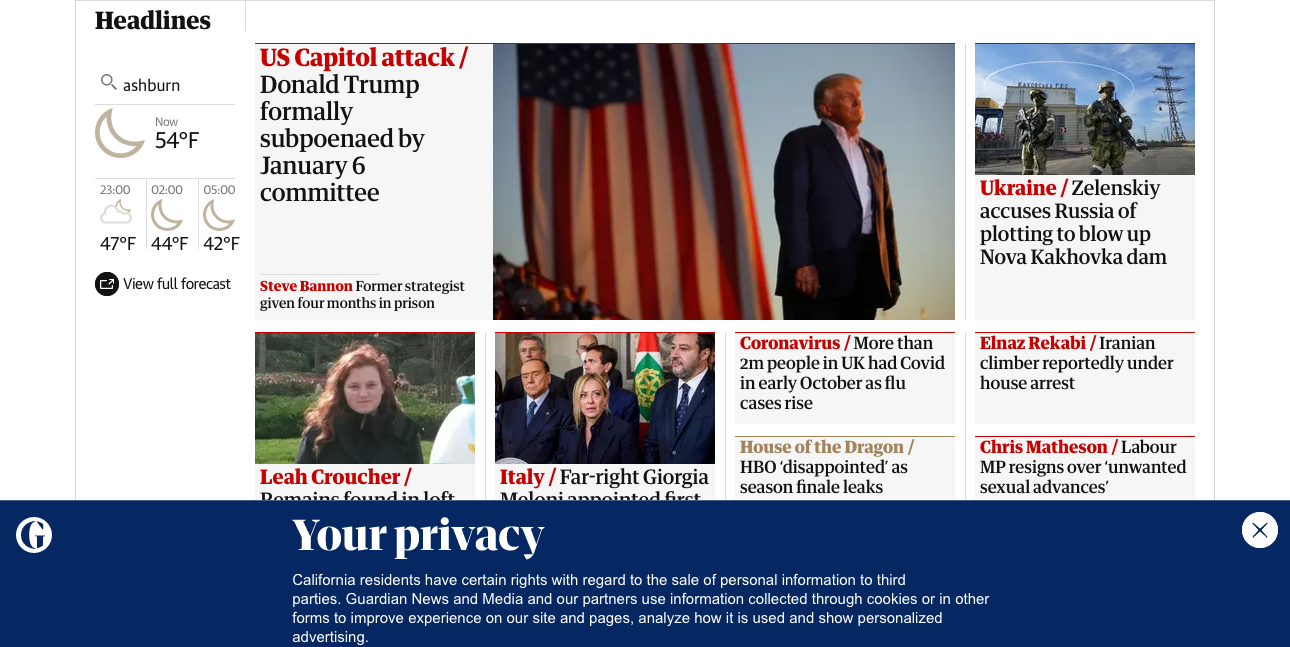 Headlines
ashburn
Now
54°F
23:00
02:00
05:00
47°F
44°F
42°F
View full forecast
US Capitol attack /
Donald Trump
formally
subpoenaed by
January 6
committee
Steve Bannon Former strategist
given four months in prison
Ukraine / Zelenskiy
accuses Russia of
plotting to blow up
Nova Kakhovka dam
Leah Croucher /
Remains found in loft
Italy / Far-right Giorgia
Meloni appointed first
Coronavirus / More than
2m people in UK had Covid
in early October as flu
cases rise
House of the Dragon /
HBO ‘disappointed’ as
season finale leaks
Elnaz Rekabi / Iranian
climber reportedly under
house arrest
Chris Matheson / Labour
MP resigns over ‘unwanted
sexual advances’
Your privacy
California residents have certain rights with regard to the sale of personal information to third
parties. Guardian News and Media and our partners use information collected through cookies or in other
forms to improve experience on our site and pages, analyze how it is used and show personalized
advertising.